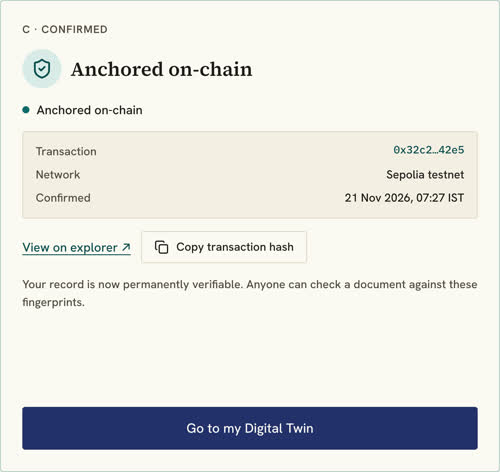 C · CONFIRMED
Anchored on-chain
Anchored on-chain
Transaction 0x32c2…42e5
Network Sepolia testnet
Confirmed 21 Nov 2026, 07:27 IST
View on explorer ↗ Copy transaction hash
Your record is now permanently verifiable. Anyone can check a document against these
fingerprints.
Go to my Digital Twin